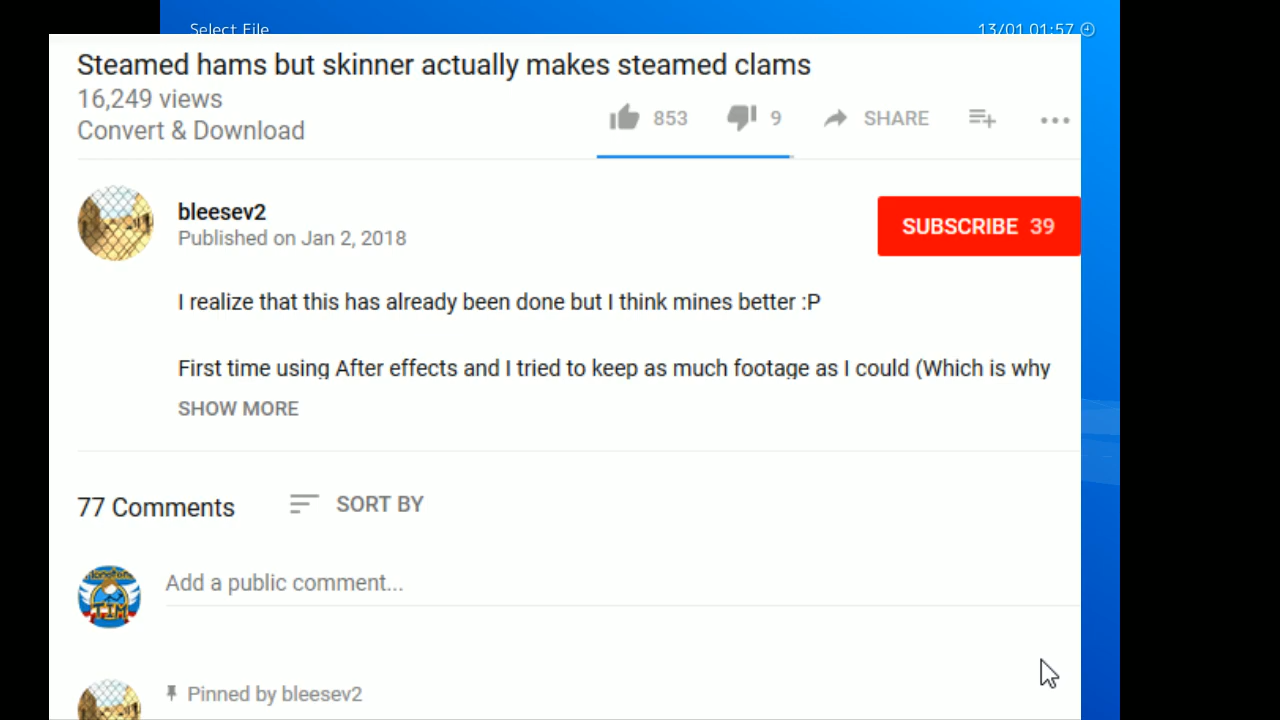 Select File
13/01 01:57
Steamed hams but skinner actually makes steamed clams
16,249 views
853
9
SHARE
Convert & Download
bleesev2
Published on Jan 2, 2018
SUBSCRIBE 39
I realize that this has already been done but I think mines better :P
First time using After effects and I tried to keep as much footage as I could (Which is why
SHOW MORE
77 Comments
SORT BY
Add a public comment...
Pinned by bleesev2